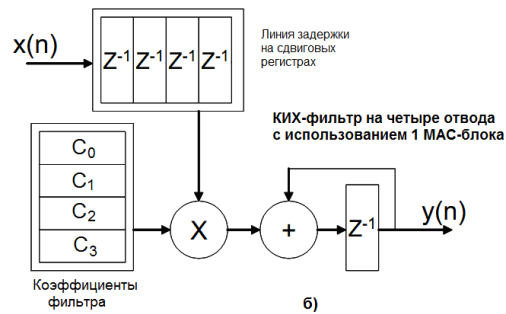 x(n)
Z-1 Z-1 Z-1 Z-1
Линия задержки
на сдвиговых
регистрах
КИХ-фильтр на четыре отвода
с использованием 1 MAC-блока
C0
C1
C2
C3
X
+
Z-1
y(n)
Коэффициенты
фильтра
б)